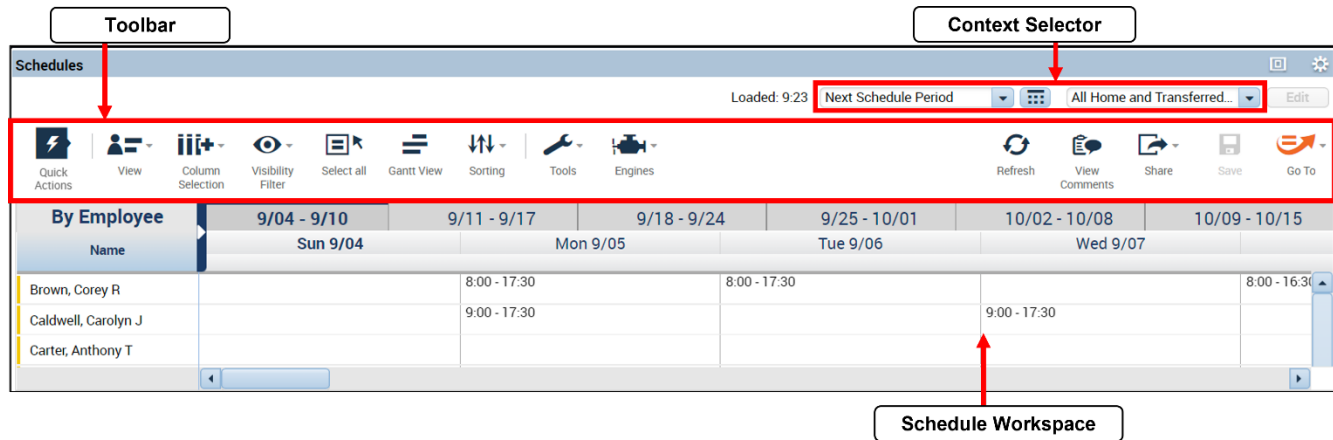 Toolbar
Context Selector
Schedules
Loaded: 9:23 Next Schedule Period All Home and Transferred... Edit
Quick Actions View Column Selection Visibility Filter Select all Gantt View Sorting Tools Engines Refresh View Comments Share Save Go To
By Employee 9/04 - 9/10 9/11 - 9/17 9/18 - 9/24 9/25 - 10/01 10/02 - 10/08 10/09 - 10/15
Name Sun 9/04 Mon 9/05 Tue 9/06 Wed 9/07
Brown, Corey R 8:00 - 17:30 8:00 - 17:30 8:00 - 16:30
Caldwell, Carolyn J 9:00 - 17:30 9:00 - 17:30
Carter, Anthony T
Schedule Workspace